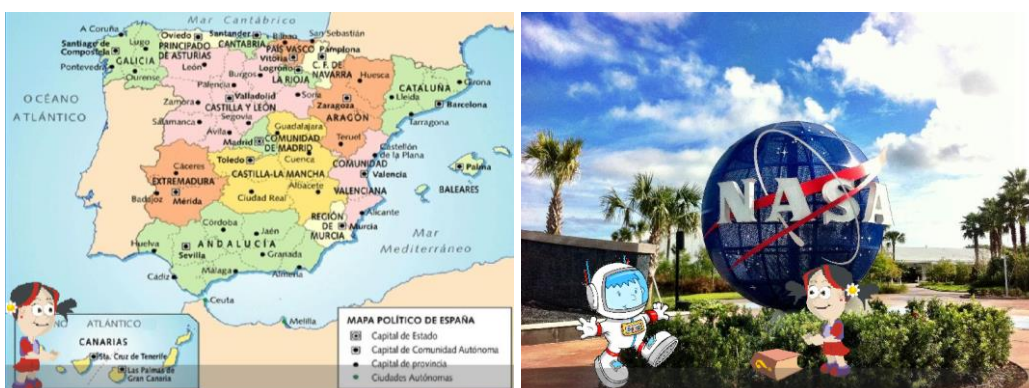 Mar Cantábrico
A Coruña
Lugo
Oviedo
Santander
Bilbao
San Sebastián
Santiago de
Compostela
PRINCIPADO
DE ASTURIAS
CANTABRIA
PAÍS VASCO
Vitoria
Pamplona
GALICIA
León
Burgos
Logroño
LA RIOJA
C. F. DE
NAVARRA
Huesca
Pontevedra
Ourense
Palencia
Girona
CATALUÑA
OCÉANO
ATLÁNTICO
Zamora
Valladolid
Soria
Zaragoza
Lleida
Barcelona
CASTILLA Y LEÓN
ARAGÓN
Tarragona
Salamanca
Segovia
Ávila
Guadalajara
Teruel
Madrid
COMUNIDAD
DE MADRID
Castellón
de la Plana
Toledo
Cuenca
COMUNIDAD
VALENCIANA
Palma
BALEARES
Cáceres
EXTREMADURA
CASTILLA-LA MANCHA
Valencia
Badajoz
Mérida
Ciudad Real
Albacete
Alicante
Córdoba
Jaén
REGIÓN
DE
MURCIA
Murcia
Huelva
ANDALUCÍA
Sevilla
Granada
Mar
Mediterráneo
Cádiz
Málaga
Almería
Ceuta
Melilla
NO ATLÁNTICO
CANARIAS
Sta. Cruz de Tenerife
Las Palmas de
Gran Canaria
MAPA POLÍTICO DE ESPAÑA
Capital de Estado
Capital de Comunidad Autónoma
Capital de provincia
Ciudades Autónomas
NASA
?